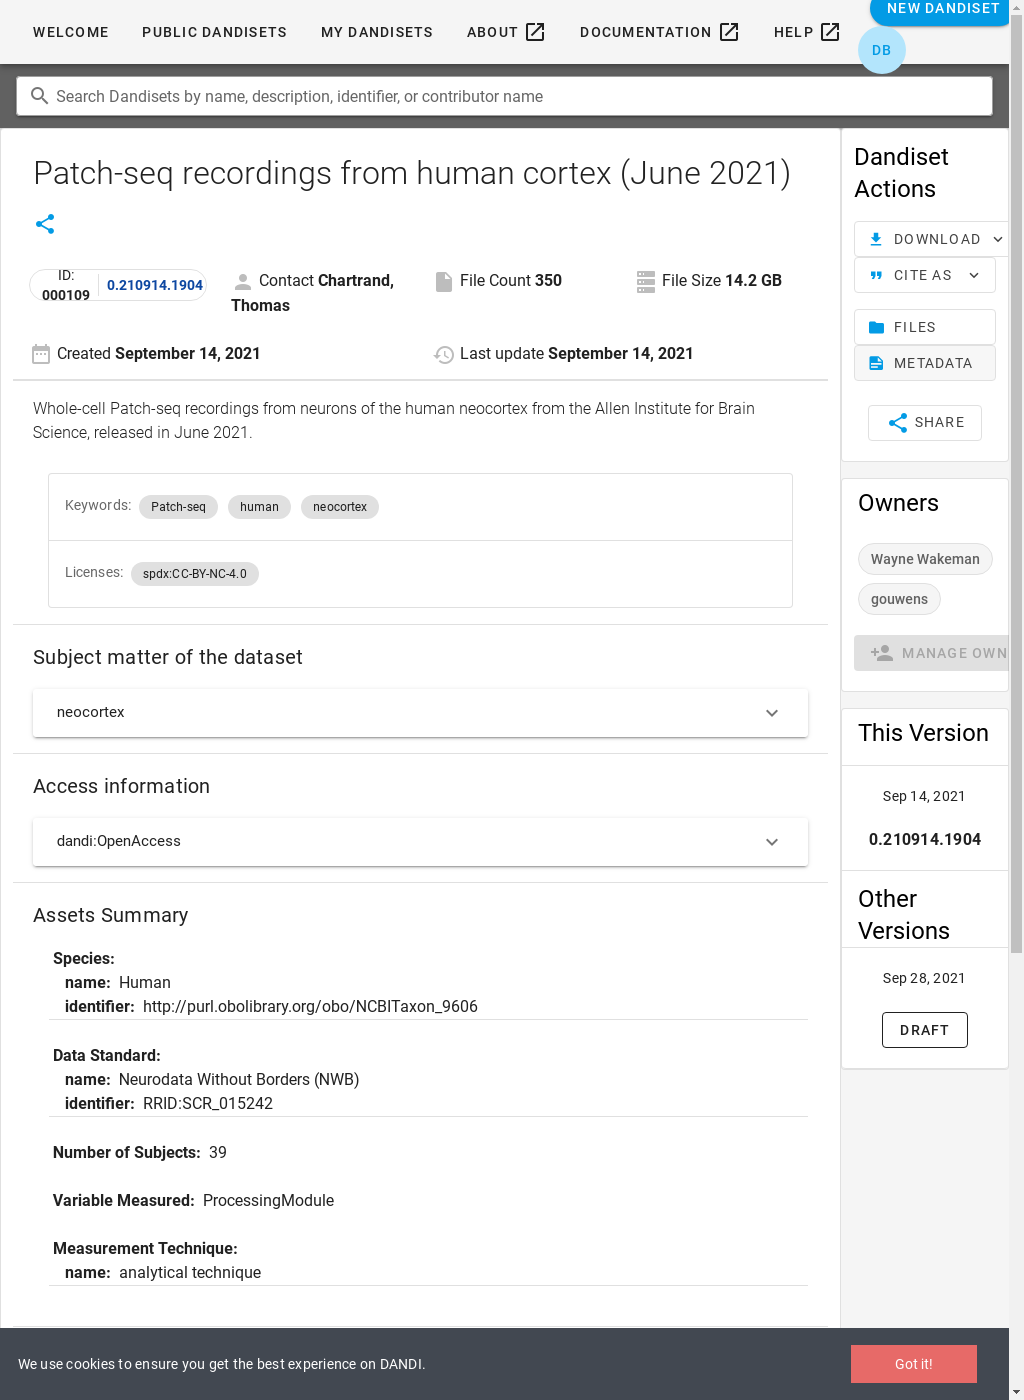 WELCOME PUBLIC DANDISETS MY DANDISETS ABOUT DOCUMENTATION HELP NEW DANDISET
DB
Search Dandisets by name, description, identifier, or contributor name
Patch-seq recordings from human cortex (June 2021)
ID:
000109
0.210914.1904
Contact Chartrand,
Thomas
File Count 350
File Size 14.2 GB
Created September 14, 2021
Last update September 14, 2021
Whole-cell Patch-seq recordings from neurons of the human neocortex from the Allen Institute for Brain
Science, released in June 2021.
Keywords: Patch-seq human neocortex
Licenses: spdx:CC-BY-NC-4.0
Subject matter of the dataset
neocortex
Access information
dandi:OpenAccess
Assets Summary
Species:
name: Human
identifier: http://purl.obolibrary.org/obo/NCBITaxon_9606
Data Standard:
name: Neurodata Without Borders (NWB)
identifier: RRID:SCR_015242
Number of Subjects: 39
Variable Measured: ProcessingModule
Measurement Technique:
name: analytical technique
Dandiset
Actions
DOWNLOAD
CITE AS
FILES
METADATA
SHARE
Owners
Wayne Wakeman
gouwens
MANAGE OWN
This Version
Sep 14, 2021
0.210914.1904
Other
Versions
Sep 28, 2021
DRAFT
We use cookies to ensure you get the best experience on DANDI.
Got it!